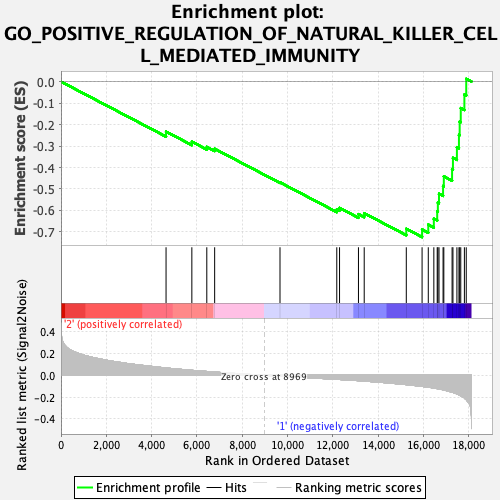 Enrichment plot:
GO_POSITIVE_REGULATION_OF_NATURAL_KILLER_CEL
L_MEDIATED_IMMUNITY
Enrichment score (ES)
0.0
-0.1
-0.2
-0.3
-0.4
-0.5
-0.6
-0.7
'2' (positively correlated)
Ranked list metric (Signal2Noise)
0.4
0.2
0.0
-0.2
-0.4
Zero cross at 8969
'1' (negatively correlated)
0 2,000 4,000 6,000 8,000 10,000 12,000 14,000 16,000 18,000
Rank in Ordered Dataset
Enrichment profile Hits Ranking metric scores